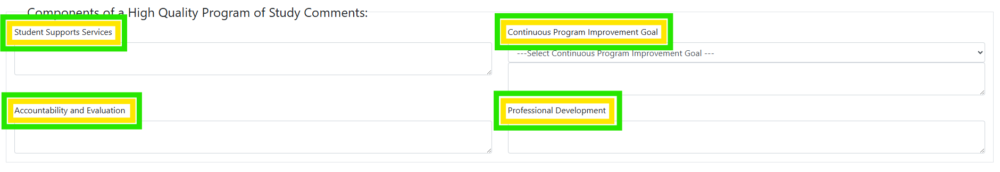 Components of a High Quality Program of Study Comments:
Student Supports Services
Continuous Program Improvement Goal
---Select Continuous Program Improvement Goal ---
Accountability and Evaluation
Professional Development